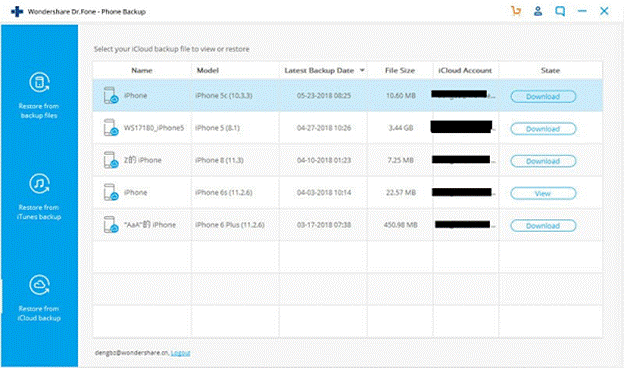 Wondershare Dr.Fone - Phone Backup
Select your iCloud backup file to view or restore
Name Model Latest Backup Date File Size iCloud Account State
iPhone iPhone 5c (10.3.3) 05-23-2018 08:25 10.60 MB Download
WS17180_iPhone5 iPhone 5 (8.1) 04-27-2018 10:26 3.44 GB Download
Z的 iPhone iPhone 8 (11.3) 04-10-2018 01:23 7.25 MB Download
iPhone iPhone 6s (11.2.6) 04-03-2018 10:14 22.57 MB View
"AaA"的 iPhone iPhone 6 Plus (11.2.6) 03-17-2018 07:38 450.98 MB Download
Restore from
backup files
Restore from
iTunes backup
Restore from
iCloud backup
dengbz@wondershare.cn, Logout